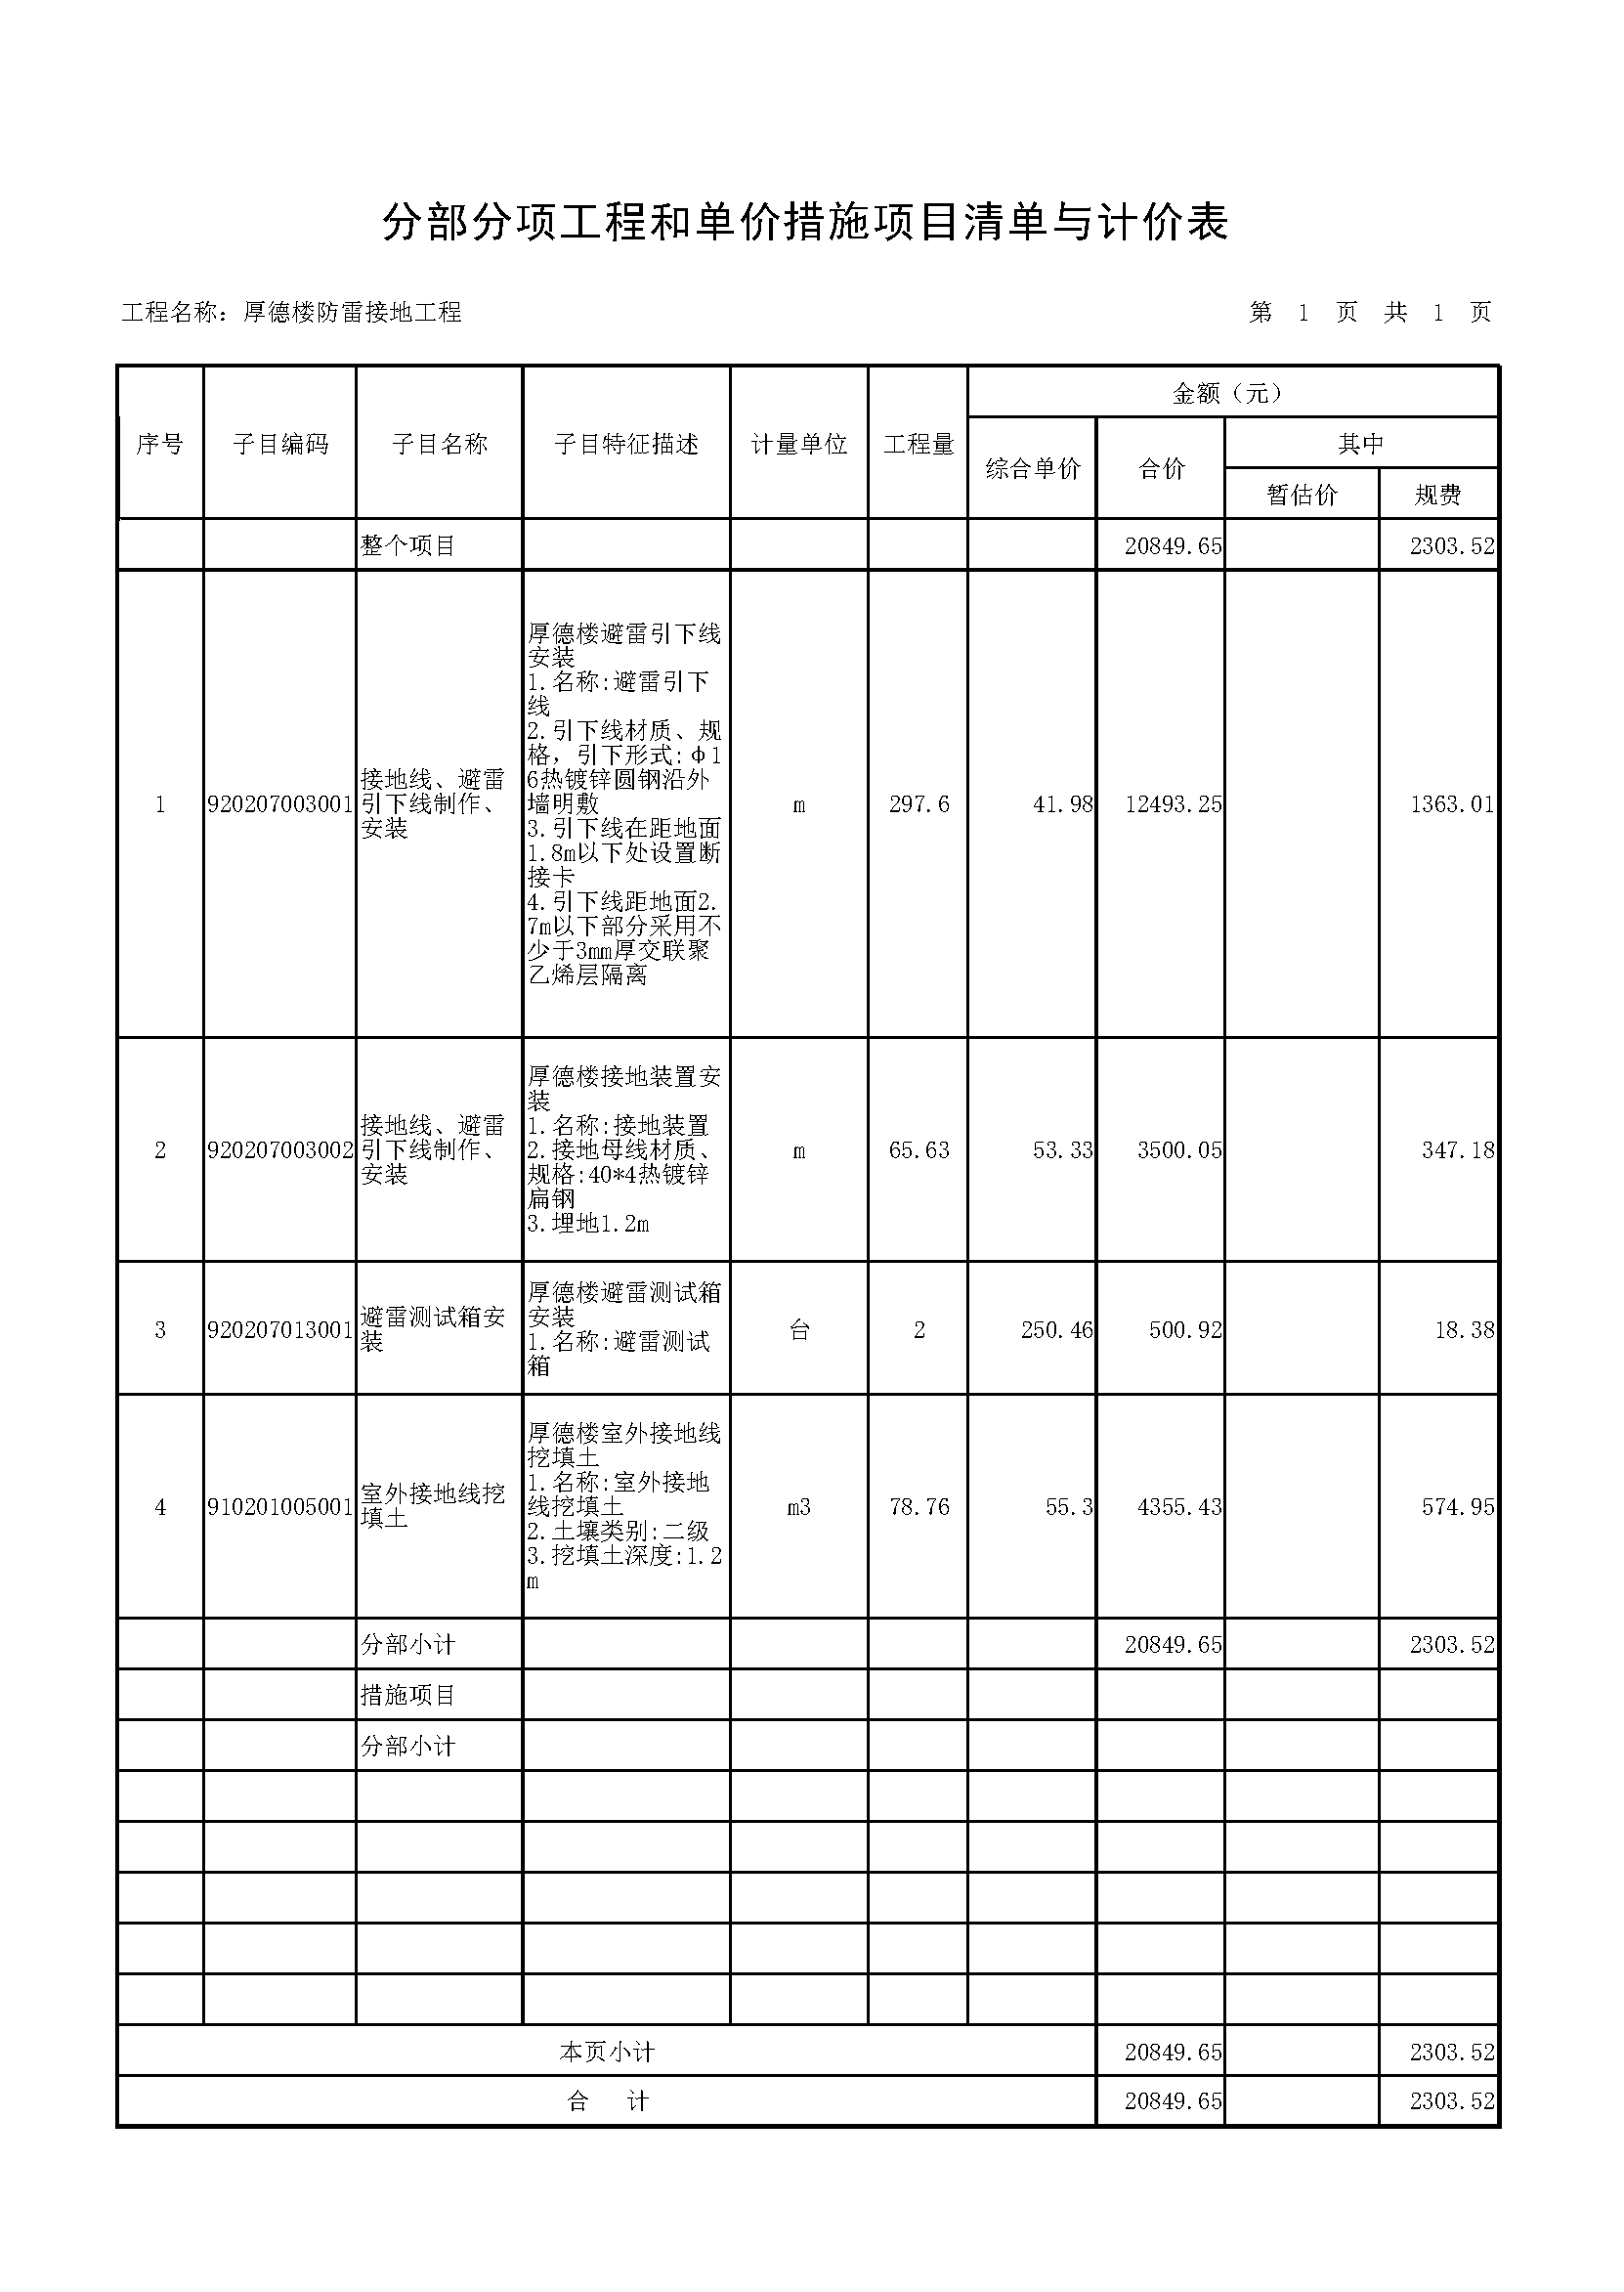 分部分项工程和单价措施项目清单与计价表
工程名称：厚德楼防雷接地工程
第 1 页 共 1 页
序号
子目编码
子目名称
子目特征描述
计量单位
工程量
金额（元）
综合单价
合价
其中
暂估价
规费
整个项目
20849.65
2303.52
1
920207003001
接地线、避雷
引下线制作、
安装
厚德楼避雷引下线
安装
1.名称:避雷引下
线
2.引下线材质、规
格，引下形式:φ1
6热镀锌圆钢沿外
墙明敷
3.引下线在距地面
1.8m以下处设置断
接卡
4.引下线距地面2.
7m以下部分采用不
少于3mm厚交联聚
乙烯层隔离
m
297.6
41.98
12493.25
1363.01
2
920207003002
接地线、避雷
引下线制作、
安装
厚德楼接地装置安
装
1.名称:接地装置
2.接地母线材质、
规格:40*4热镀锌
扁钢
3.埋地1.2m
m
65.63
53.33
3500.05
347.18
3
920207013001
避雷测试箱安
装
厚德楼避雷测试箱
安装
1.名称:避雷测试
箱
台
2
250.46
500.92
18.38
4
910201005001
室外接地线挖
填土
厚德楼室外接地线
挖填土
1.名称:室外接地
线挖填土
2.土壤类别:二级
3.挖填土深度:1.2
m
m3
78.76
55.3
4355.43
574.95
分部小计
20849.65
2303.52
措施项目
分部小计
本页小计
20849.65
2303.52
合 计
20849.65
2303.52